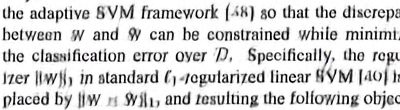 the adaptive SVM framework [48] so that the discrepa
between w and ŵ can be constrained while minimi
the classification error over D. Specifically, the regu
izer ||w||₁ in standard ℓ₁-regularized linear SVM [40] i
placed by ||w - ŵ||₁, and resulting the following objec